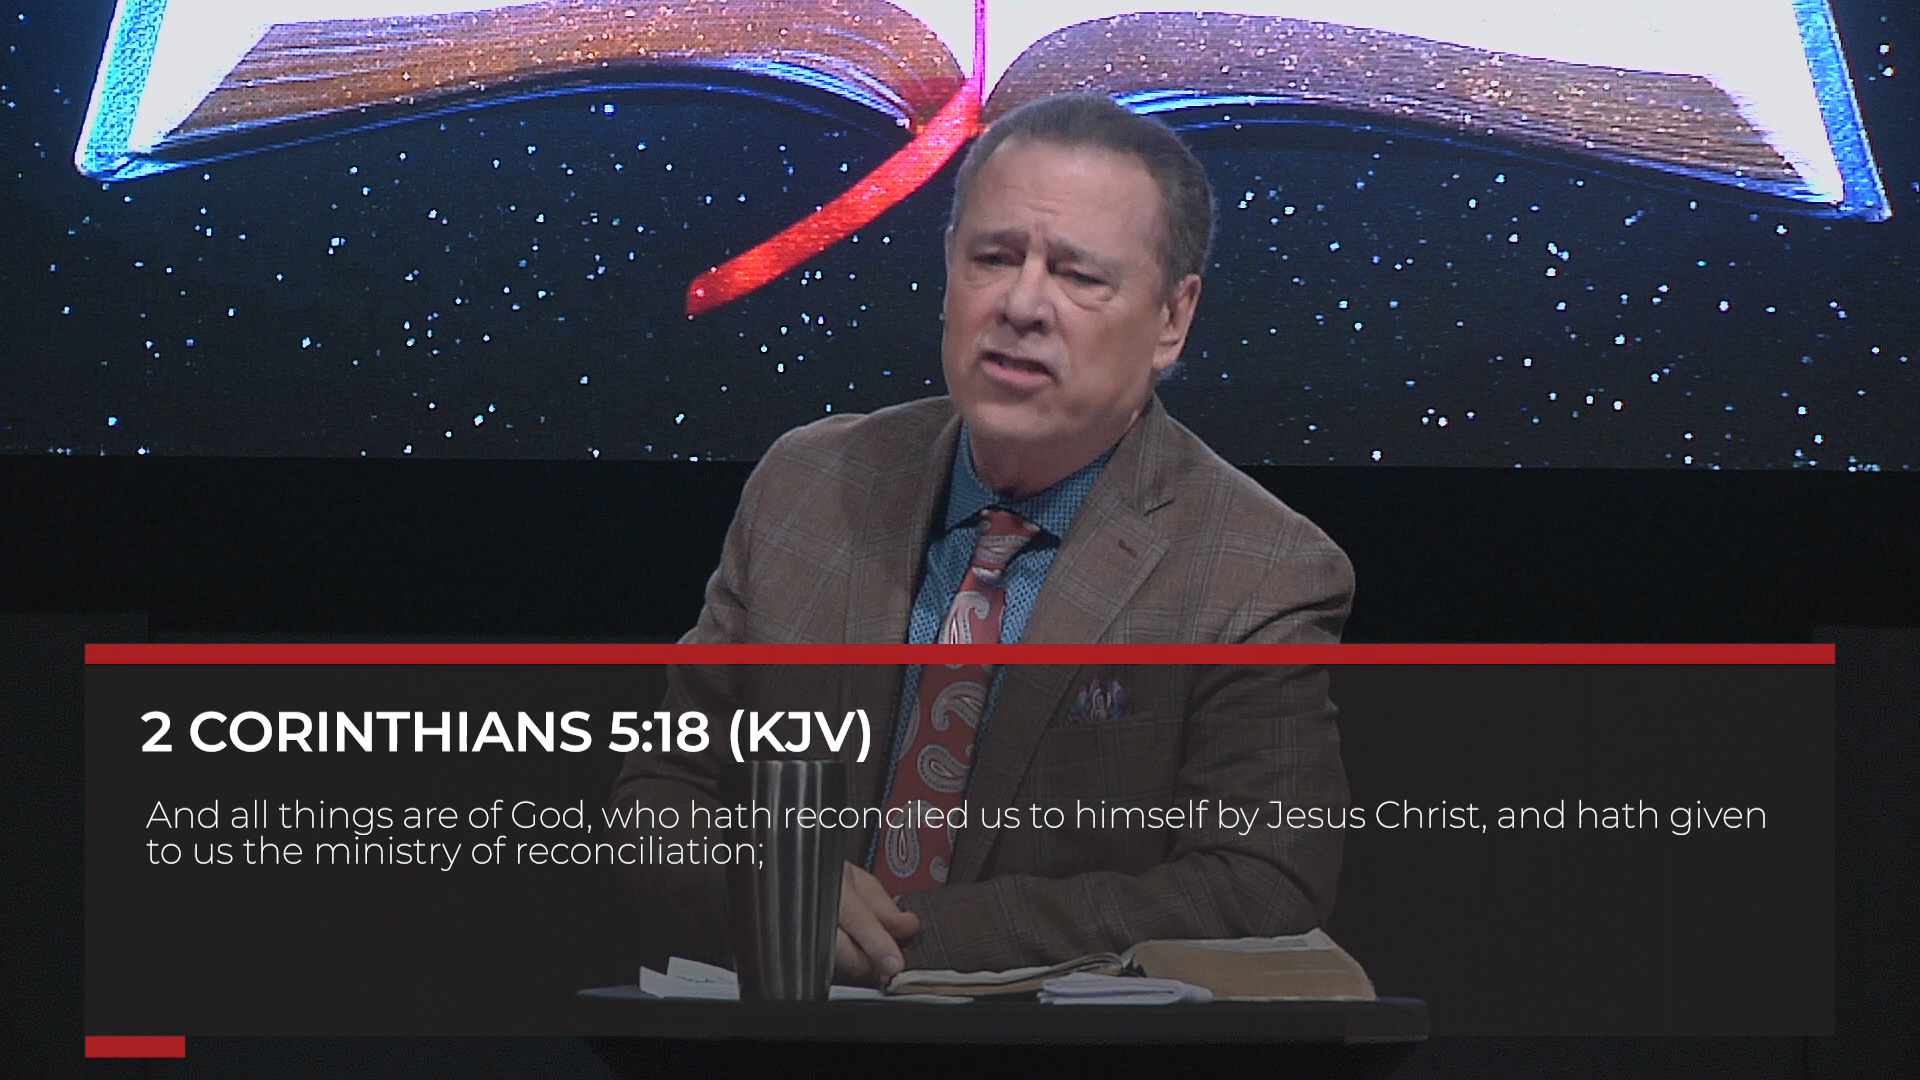 2 CORINTHIANS 5:18 (KJV)
And all things are of God, who hath reconciled us to himself by Jesus Christ, and hath given
to us the ministry of reconciliation;